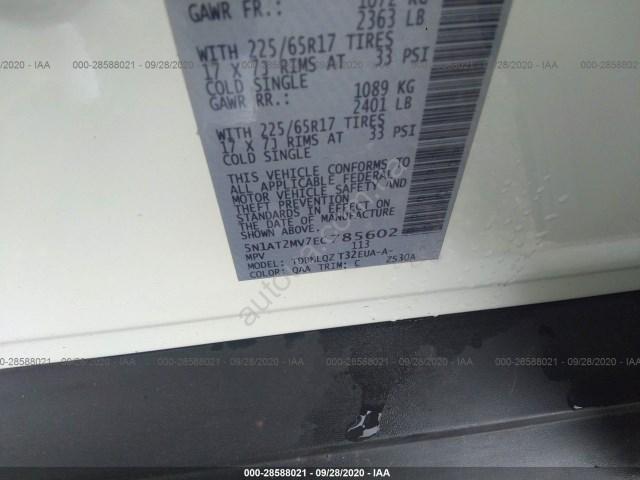 GAWR FR.: 1072 KG
2363 LB
WITH 225/65R17 TIRES
17 X 7J RIMS AT 33 PSI
COLD SINGLE
GAWR RR.: 1089 KG
2401 LB
WITH 225/65R17 TIRES
17 X 7J RIMS AT 33 PSI
COLD SINGLE
THIS VEHICLE CONFORMS TO
ALL APPLICABLE FEDERAL
MOTOR VEHICLE SAFETY AND
THEFT PREVENTION
STANDARDS IN EFFECT ON
THE DATE OF MANUFACTURE
SHOWN ABOVE.
5N1AT2MV7EC785602
MPV 113
MODEL: T32EUA-A-
COLOR: QAA TRIM: C 2530A
000-28588021 - 09/28/2020 - IAA